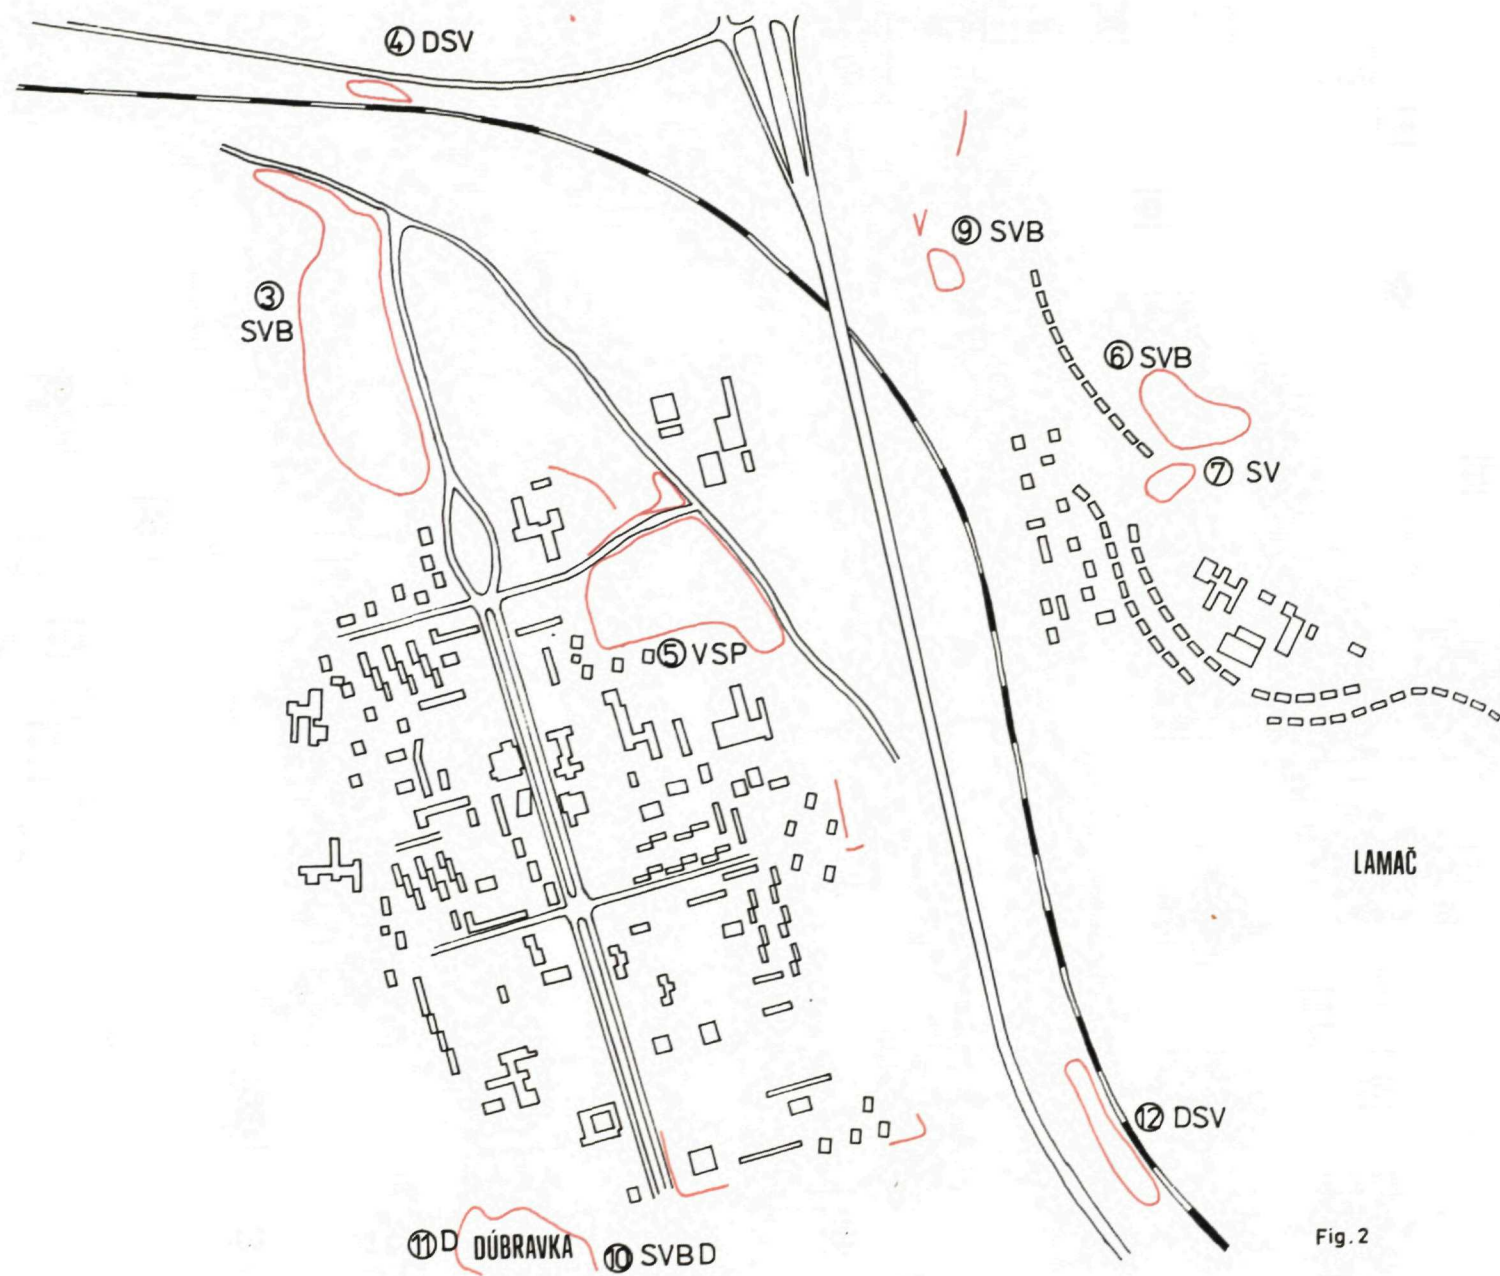 ④ DSV
⑨ SVB
③
SVB
⑥ SVB
⑦ SV
⑤ VSP
LAMAČ
⑫ DSV
Fig. 2
⑪ D
DÚBRAVKA
⑩ SVBD